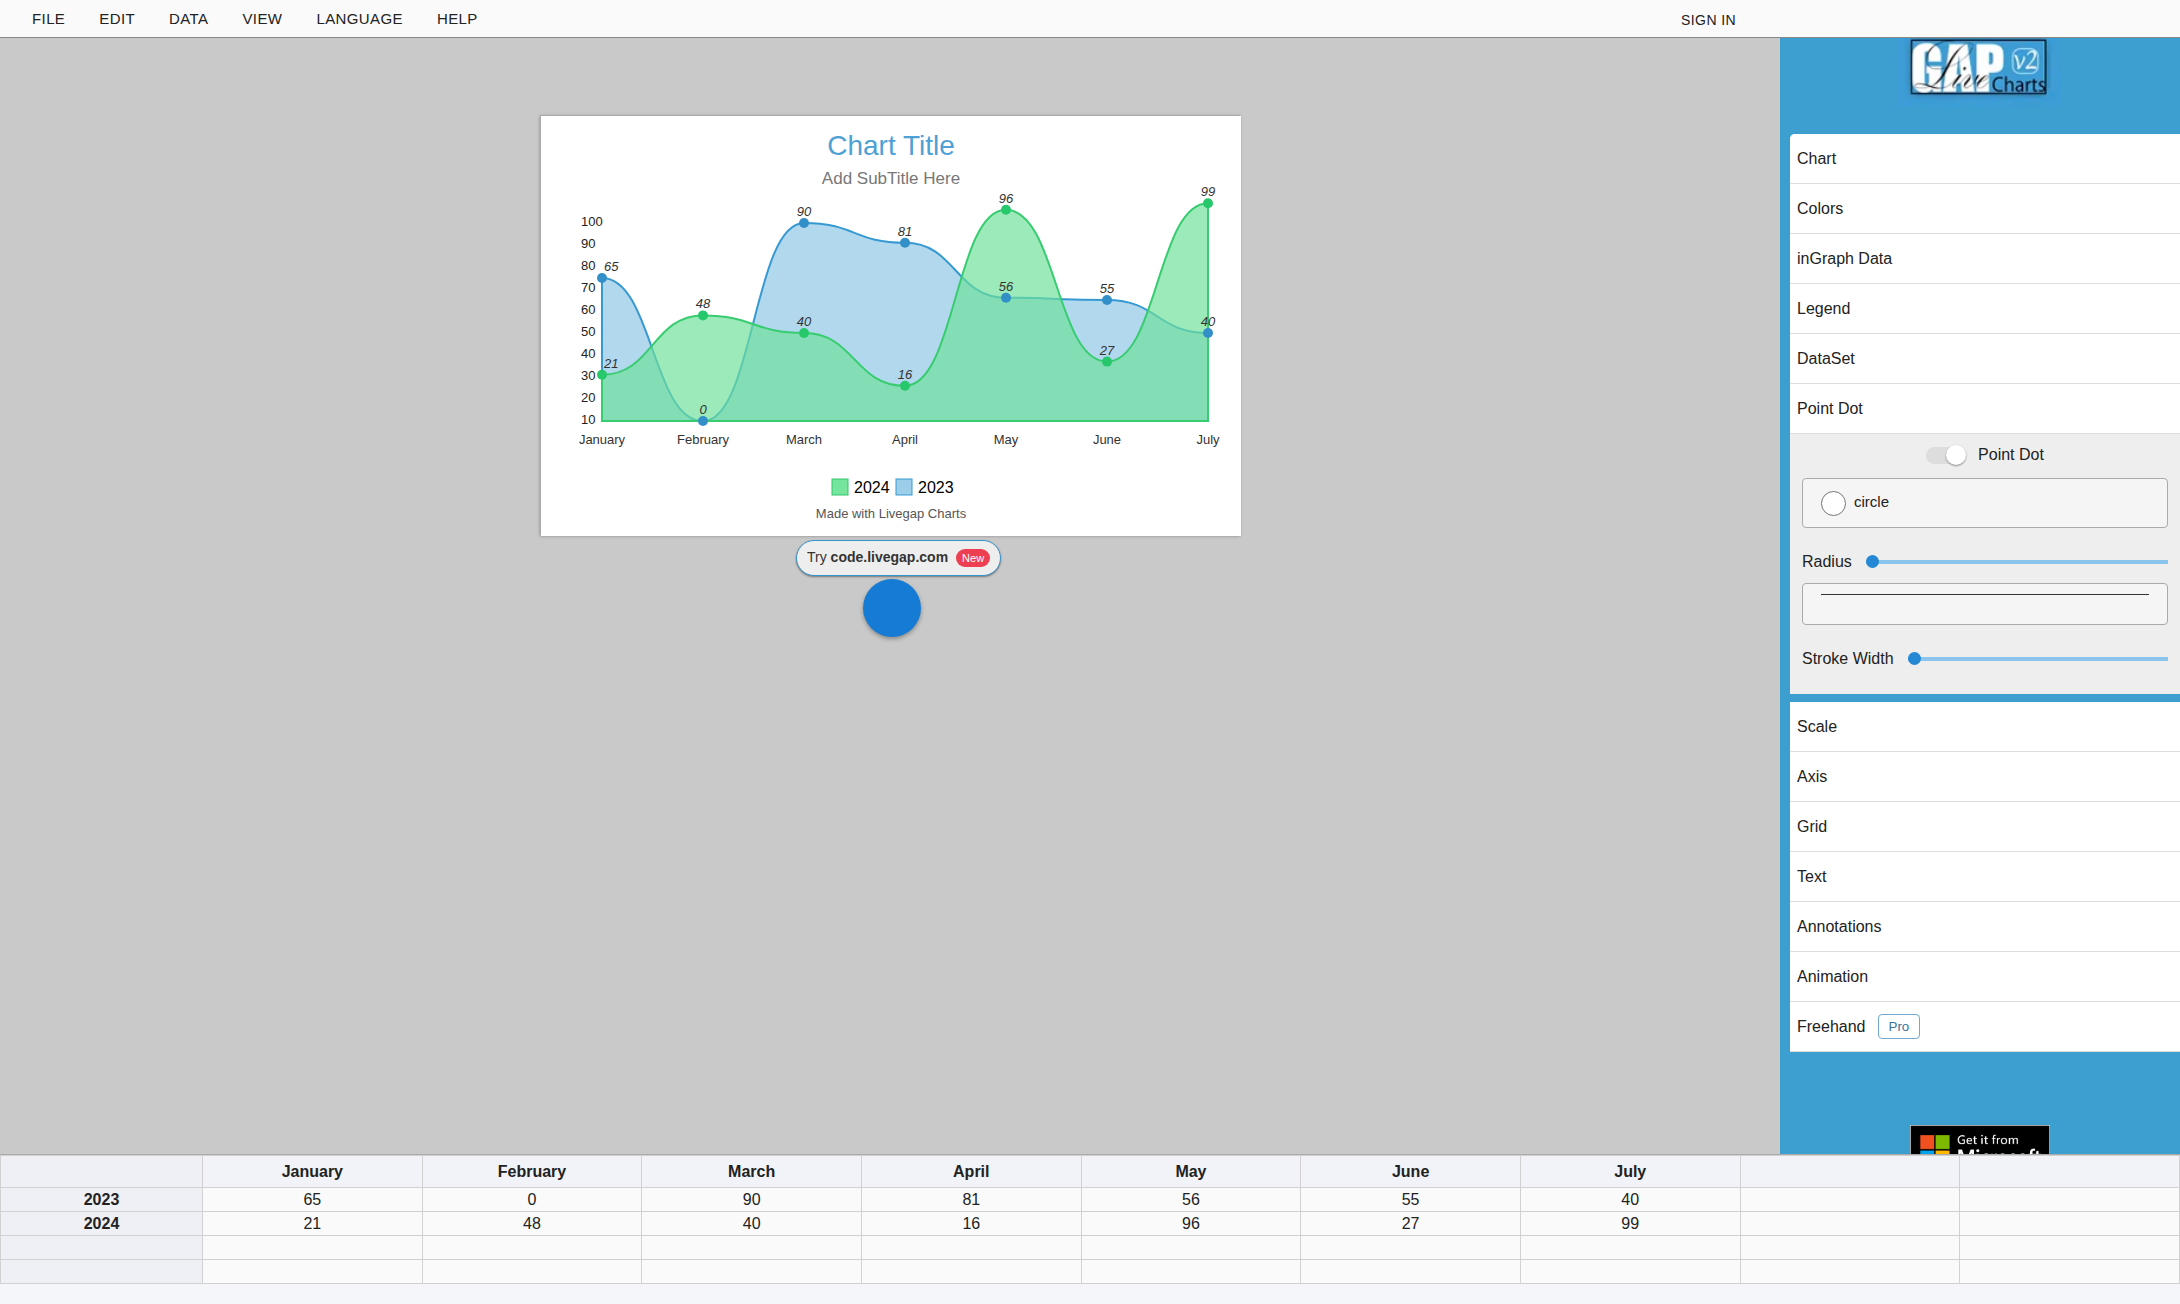 FILE EDIT DATA VIEW LANGUAGE HELP SIGN IN
GAP Live v2 Charts
Chart Title
Add SubTitle Here
100
90
80
70
60
50
40
30
20
10
65 0 90 81 56 55 40
21 48 40 16 96 27 99
January February March April May June July
2024 2023
Made with Livegap Charts
Try code.livegap.com New
Chart
Colors
inGraph Data
Legend
DataSet
Point Dot
Point Dot
circle
Radius
Stroke Width
Scale
Axis
Grid
Text
Annotations
Animation
Freehand Pro
Get it from
Microsoft
January February March April May June July
2023 65 0 90 81 56 55 40
2024 21 48 40 16 96 27 99